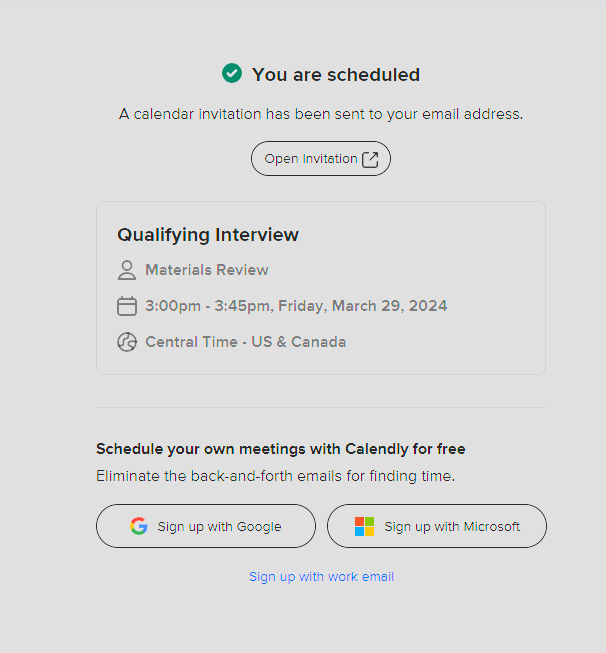 You are scheduled
A calendar invitation has been sent to your email address.
Open Invitation
Qualifying Interview
Materials Review
3:00pm - 3:45pm, Friday, March 29, 2024
Central Time - US & Canada
Schedule your own meetings with Calendly for free
Eliminate the back-and-forth emails for finding time.
Sign up with Google
Sign up with Microsoft
Sign up with work email